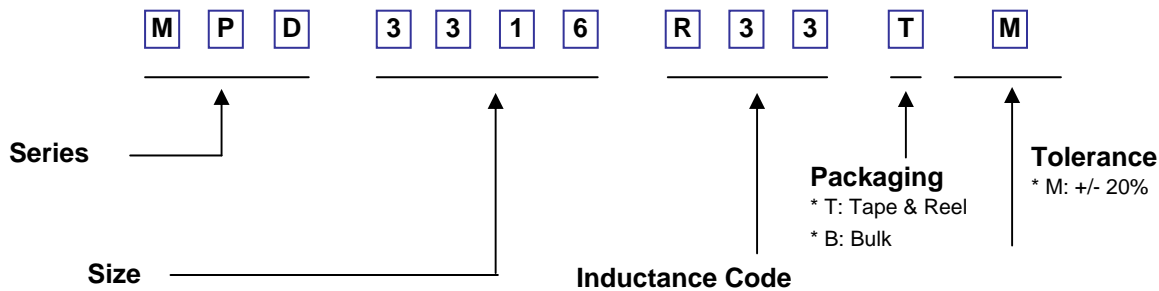 M P D 3 3 1 6 R 3 3 T M
Series
Tolerance
* M: +/- 20%
Packaging
* T: Tape & Reel
* B: Bulk
Size
Inductance Code